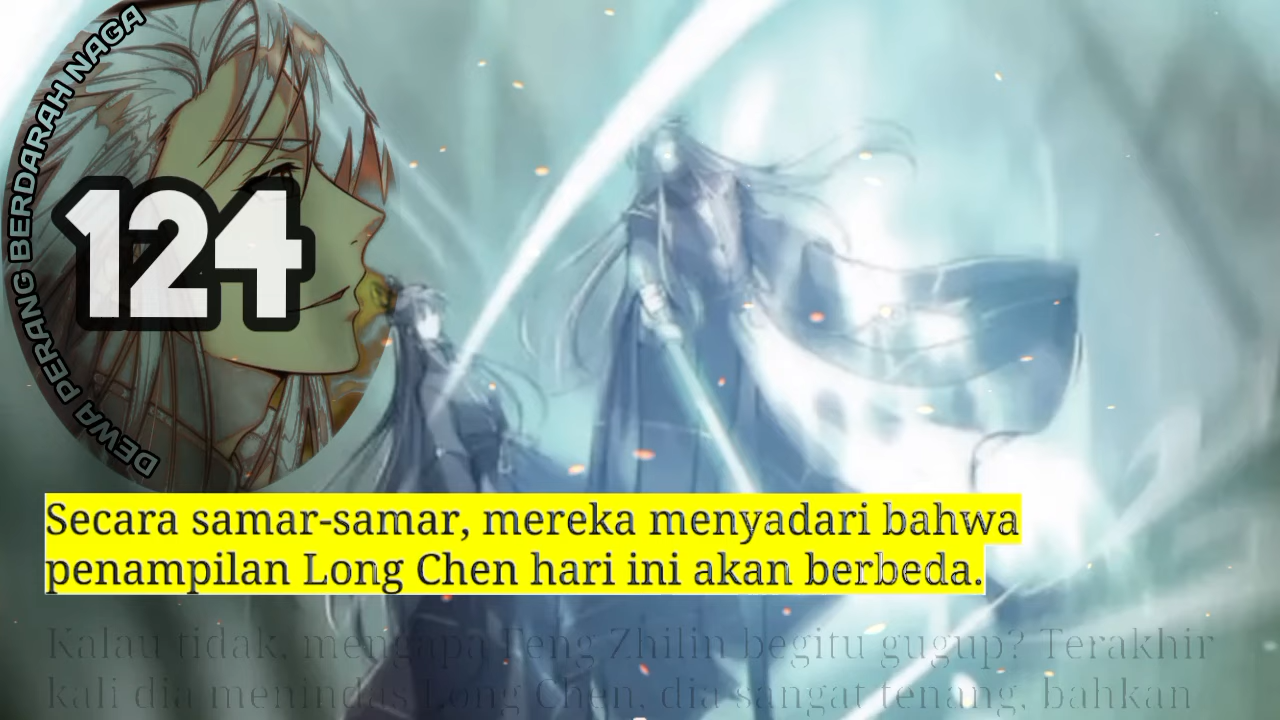 DEWA PERANG BERDARAH NAGA
124
Secara samar-samar, mereka menyadari bahwa
penampilan Long Chen hari ini akan berbeda.
Kalau tidak, mengapa Feng Zhilin begitu gugup? Terakhir
kali dia menindas Long Chen, dia sangat tenang, bahkan